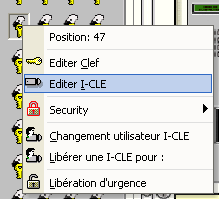 Position: 47
Editer Clef
Editer I-CLE
Security
Changement utilisateur I-CLE
Libérer une I-CLE pour :
Libération d'urgence